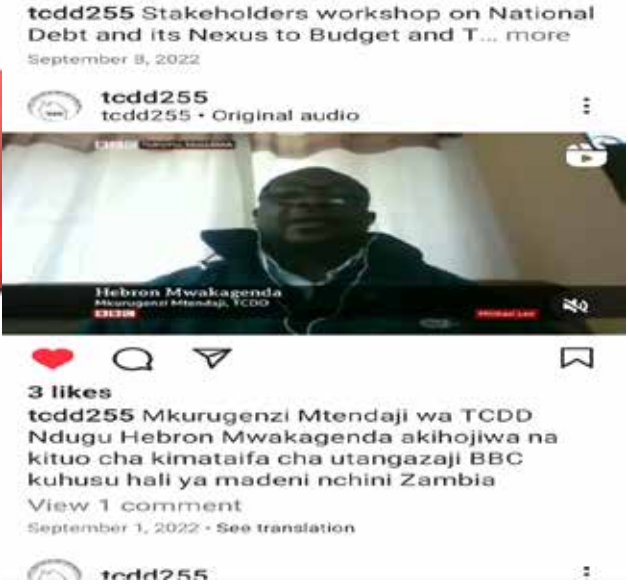 tcdd255 Stakeholders workshop on National
Debt and its Nexus to Budget and T... more
September 8, 2022
tcdd255
tcdd255 • Original audio
BBC
Hebron Mwakagenda
Mkurugenzi Mtendaji, TCDD
BBC
3 likes
tcdd255 Mkurugenzi Mtendaji wa TCDD
Ndugu Hebron Mwakagenda akihojiwa na
kituo cha kimataifa cha utangazaji BBC
kuhusu hali ya madeni nchini Zambia
View 1 comment
September 1, 2022 • See translation
tcdd255